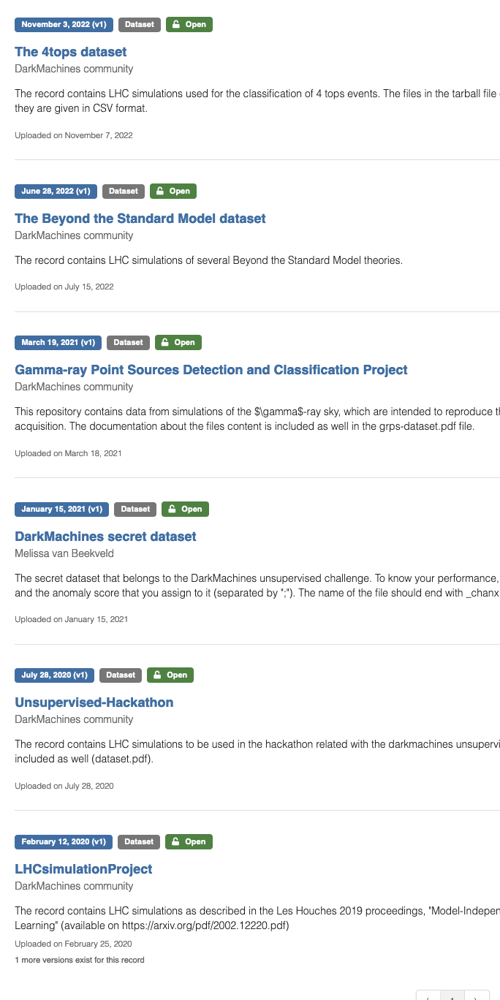 November 3, 2022 (v1) Dataset Open
The 4tops dataset
DarkMachines community
The record contains LHC simulations used for the classification of 4 tops events. The files in the tarball file
they are given in CSV format.
Uploaded on November 7, 2022
June 28, 2022 (v1) Dataset Open
The Beyond the Standard Model dataset
DarkMachines community
The record contains LHC simulations of several Beyond the Standard Model theories.
Uploaded on July 15, 2022
March 19, 2021 (v1) Dataset Open
Gamma-ray Point Sources Detection and Classification Project
DarkMachines community
This repository contains data from simulations of the $\gamma$-ray sky, which are intended to reproduce
acquisition. The documentation about the files content is included as well in the grps-dataset.pdf file.
Uploaded on March 18, 2021
January 15, 2021 (v1) Dataset Open
DarkMachines secret dataset
Melissa van Beekveld
The secret dataset that belongs to the DarkMachines unsupervised challenge. To know your performance,
and the anomaly score that you assign to it (separated by ";"). The name of the file should end with _chanx
Uploaded on January 15, 2021
July 28, 2020 (v1) Dataset Open
Unsupervised-Hackathon
DarkMachines community
The record contains LHC simulations to be used in the hackathon related with the darkmachines unsupervi
included as well (dataset.pdf).
Uploaded on July 28, 2020
February 12, 2020 (v1) Dataset Open
LHCsimulationProject
DarkMachines community
The record contains LHC simulations as described in the Les Houches 2019 proceedings, "Model-Indepen
Learning" (available on https://arxiv.org/pdf/2002.12220.pdf)
Uploaded on February 25, 2020
1 more versions exist for this record